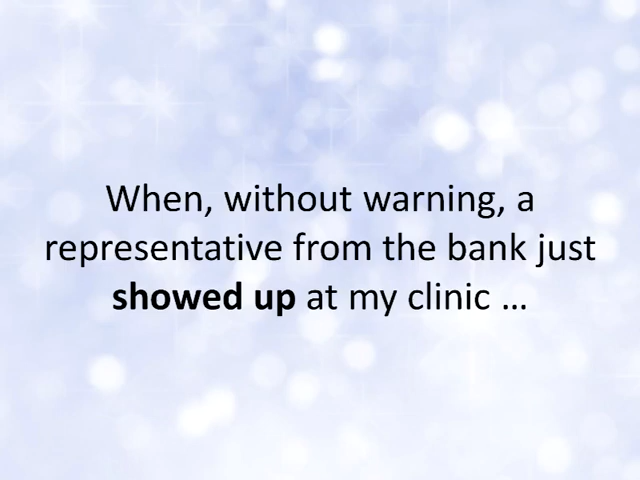 When, without warning, a
representative from the bank just
showed up at my clinic …